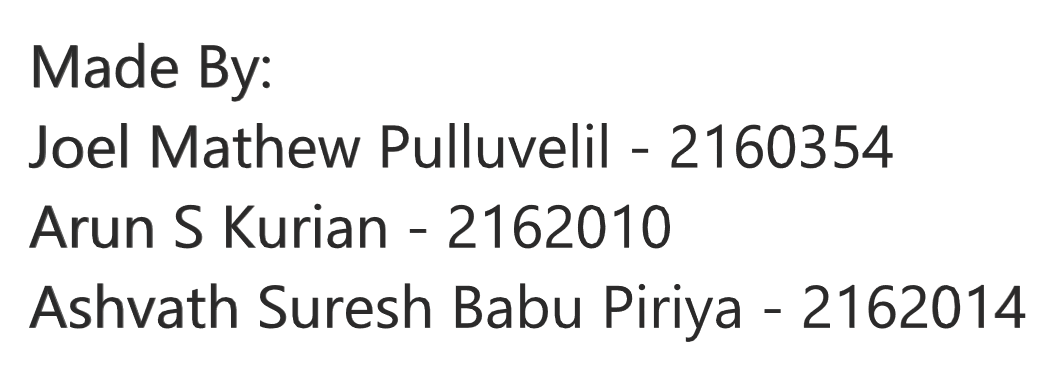 Made By:
Joel Mathew Pulluvelil - 2160354
Arun S Kurian - 2162010
Ashvath Suresh Babu Piriya - 2162014